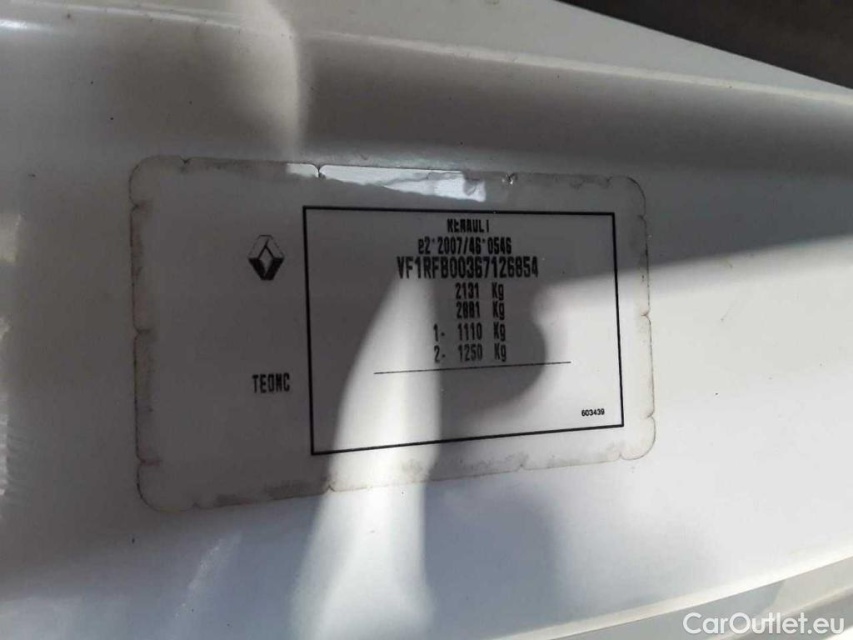 RENAULT
e2*2007/46*0546
VF1RFB00367126854
2131 Kg
2881 Kg
1- 1110 Kg
2- 1250 Kg
TEQMC
603439
CarOutlet.eu